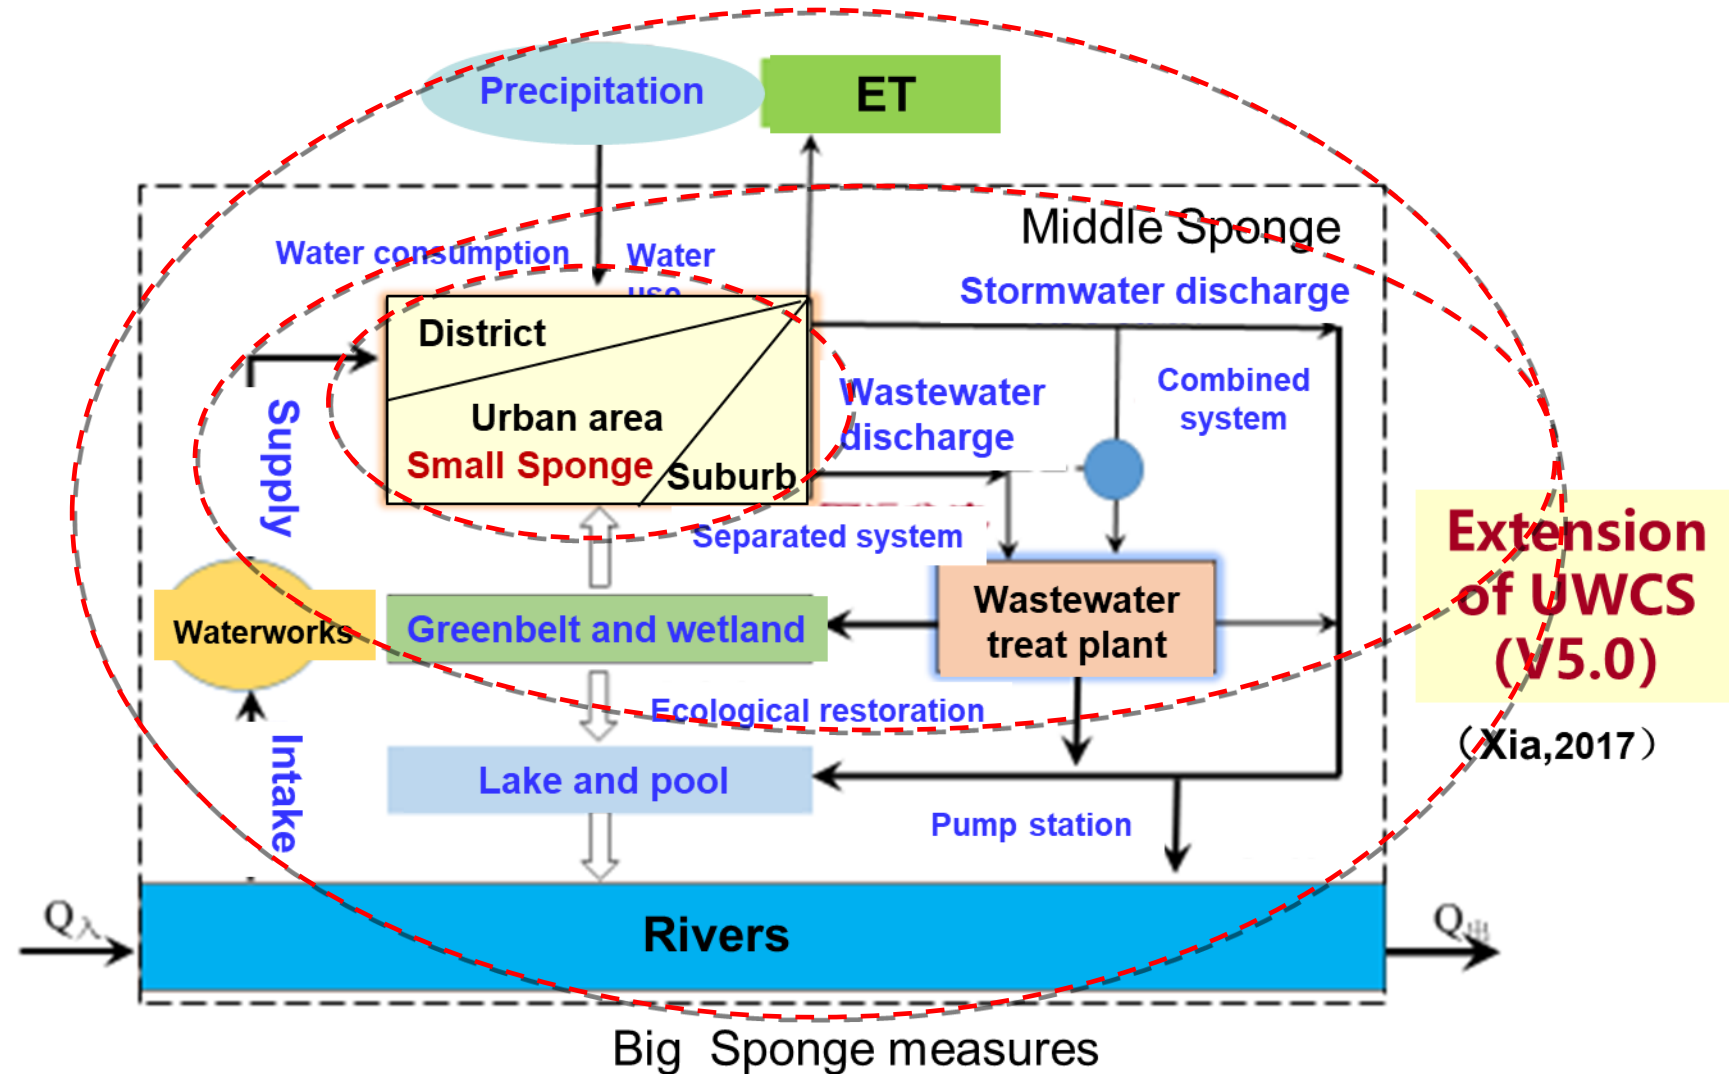 Precipitation
ET
Middle Sponge
Water consumption
Water
use
Stormwater discharge
District
Urban area
Small Sponge
Suburb
Wastewater
discharge
Combined
system
Supply
Separated system
Extension
of UWCS
(V5.0)
(Xia,2017)
Waterworks
Greenbelt and wetland
Wastewater
treat plant
Ecological restoration
Intake
Lake and pool
Pump station
Q入
Rivers
Q出
Big Sponge measures